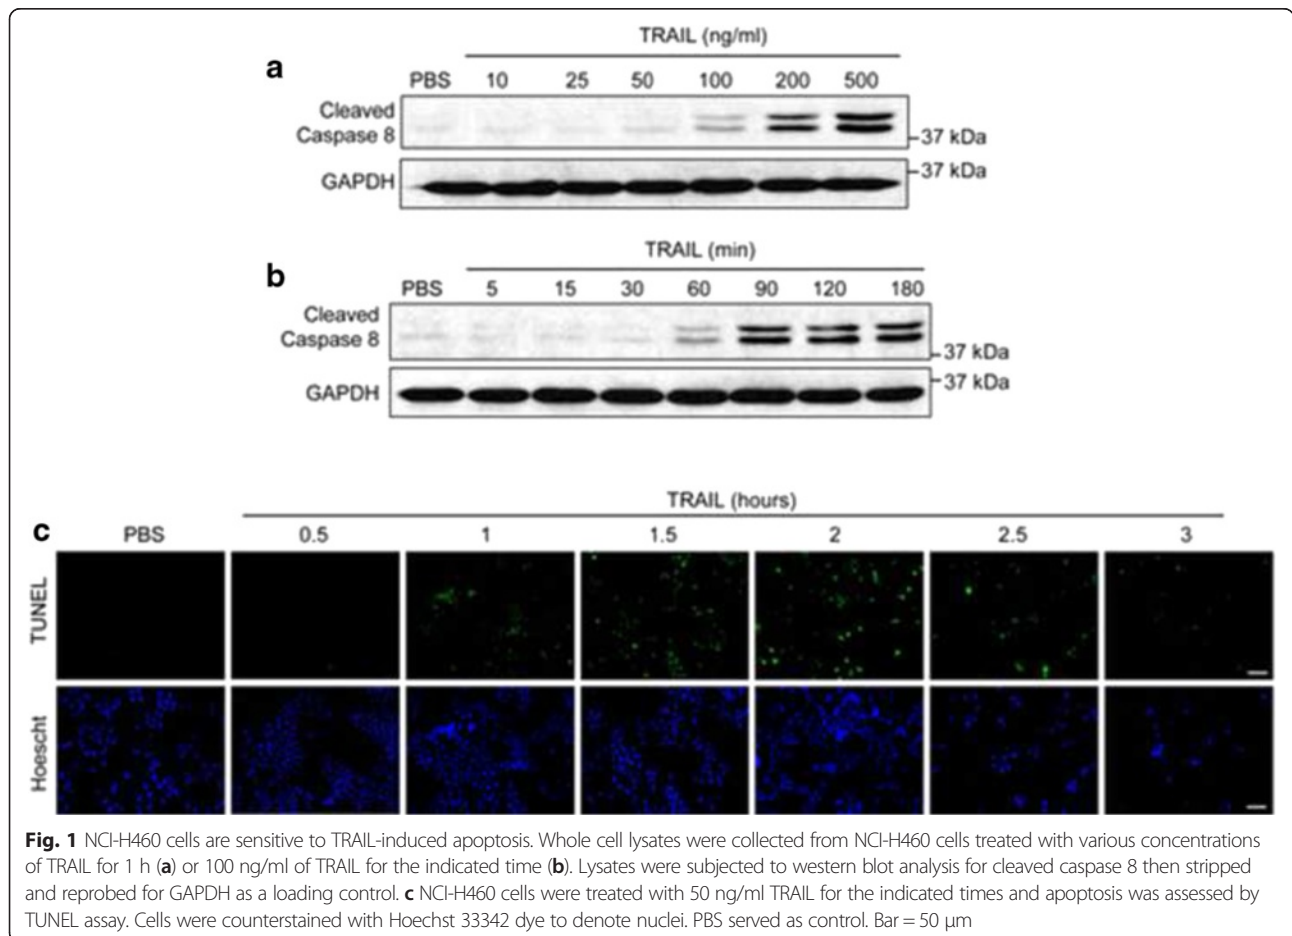 TRAIL (ng/ml)
a
PBS 10 25 50 100 200 500
Cleaved
Caspase 8
37 kDa
GAPDH
37 kDa
TRAIL (min)
b
PBS 5 15 30 60 90 120 180
Cleaved
Caspase 8
37 kDa
GAPDH
37 kDa
TRAIL (hours)
c
PBS 0.5 1 1.5 2 2.5 3
TUNEL
Hoescht
Fig. 1 NCI-H460 cells are sensitive to TRAIL-induced apoptosis. Whole cell lysates were collected from NCI-H460 cells treated with various concentrations
of TRAIL for 1 h (a) or 100 ng/ml of TRAIL for the indicated time (b). Lysates were subjected to western blot analysis for cleaved caspase 8 then stripped
and reprobed for GAPDH as a loading control. c NCI-H460 cells were treated with 50 ng/ml TRAIL for the indicated times and apoptosis was assessed by
TUNEL assay. Cells were counterstained with Hoechst 33342 dye to denote nuclei. PBS served as control. Bar = 50 μm